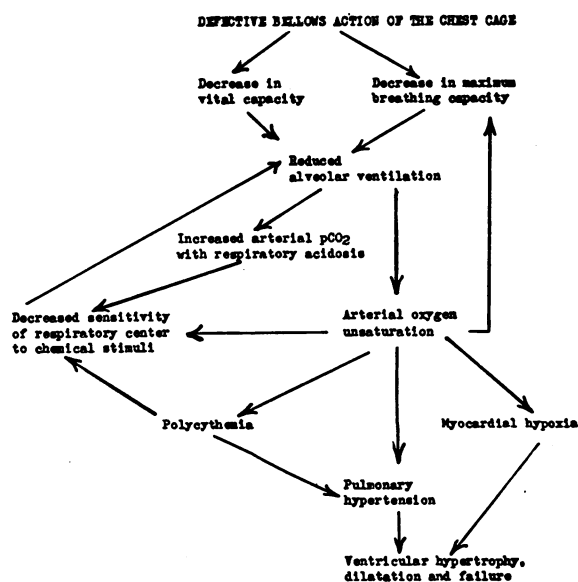 DEFECTIVE BELLOWS ACTION OF THE CHEST CAGE
Decrease in
vital capacity
Decrease in maximum
breathing capacity
Reduced
alveolar ventilation
Increased arterial pCO2
with respiratory acidosis
Decreased sensitivity
of respiratory center
to chemical stimuli
Arterial oxygen
unsaturation
Polycythemia
Myocardial hypoxia
Pulmonary
hypertension
Ventricular hypertrophy,
dilatation and failure